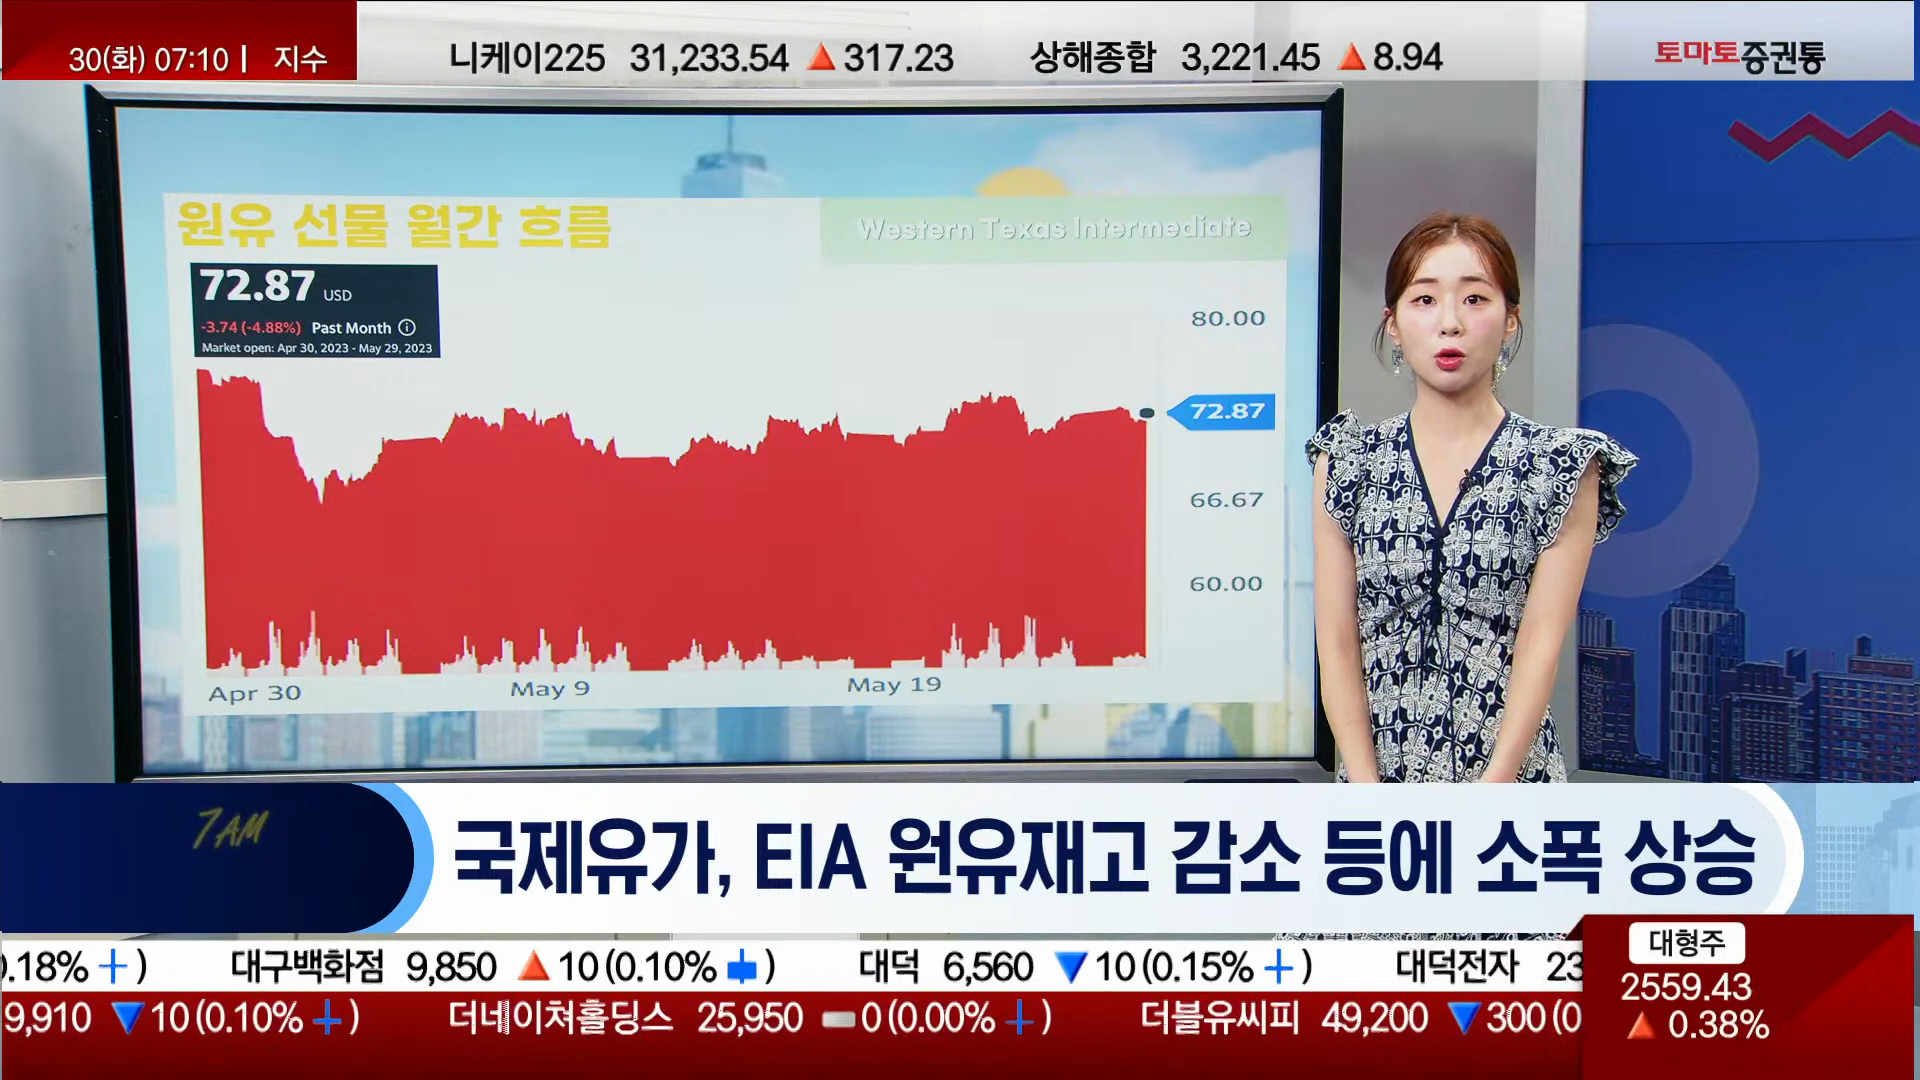 30(화) 07:10 | 지수
니케이225 31,233.54 ▲317.23 상해종합 3,221.45 ▲8.94
토마토증권통
원유 선물 월간 흐름
Western Texas Intermediate
72.87 USD
-3.74 (-4.88%) Past Month
Market open: Apr 30, 2023 - May 29, 2023
80.00
72.87
66.67
60.00
Apr 30 May 9 May 19
7AM
국제유가, EIA 원유재고 감소 등에 소폭 상승
0.18% ) 대구백화점 9,850 ▲10(0.10% ) 대덕 6,560 ▼10(0.15% ) 대덕전자 23
9,910 ▼10(0.10% ) 더네이쳐홀딩스 25,950 0(0.00% ) 더블유씨피 49,200 ▼300(0
대형주
2559.43
▲ 0.38%